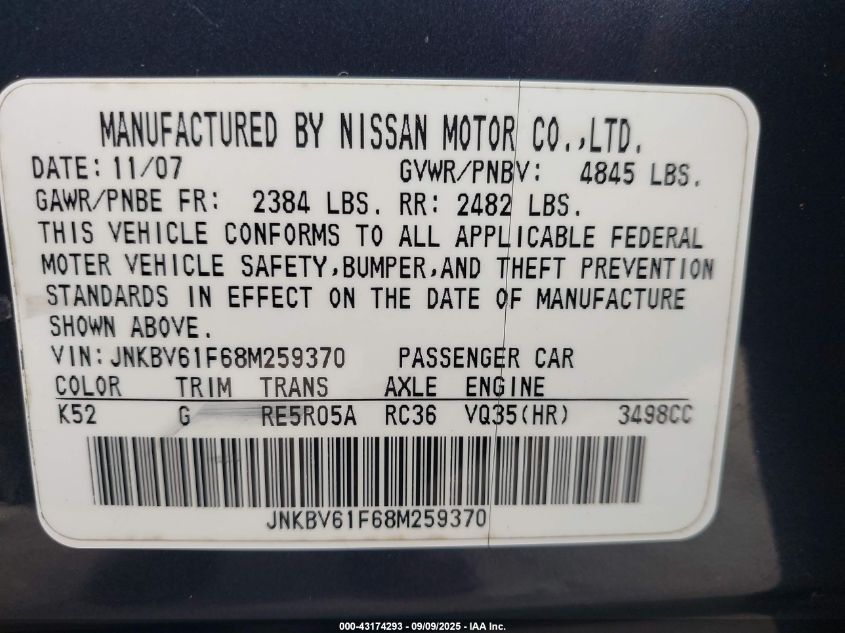 MANUFACTURED BY NISSAN MOTOR CO.,LTD.
DATE: 11/07 GVWR/PNBV: 4845 LBS.
GAWR/PNBE FR: 2384 LBS. RR: 2482 LBS.
THIS VEHICLE CONFORMS TO ALL APPLICABLE FEDERAL
MOTER VEHICLE SAFETY,BUMPER,AND THEFT PREVENTION
STANDARDS IN EFFECT ON THE DATE OF MANUFACTURE
SHOWN ABOVE.
VIN: JNKBV61F68M259370 PASSENGER CAR
COLOR TRIM TRANS AXLE ENGINE
K52 G RE5R05A RC36 VQ35(HR) 3498CC
JNKBV61F68M259370
000-43174293 - 09/09/2025 - IAA Inc.